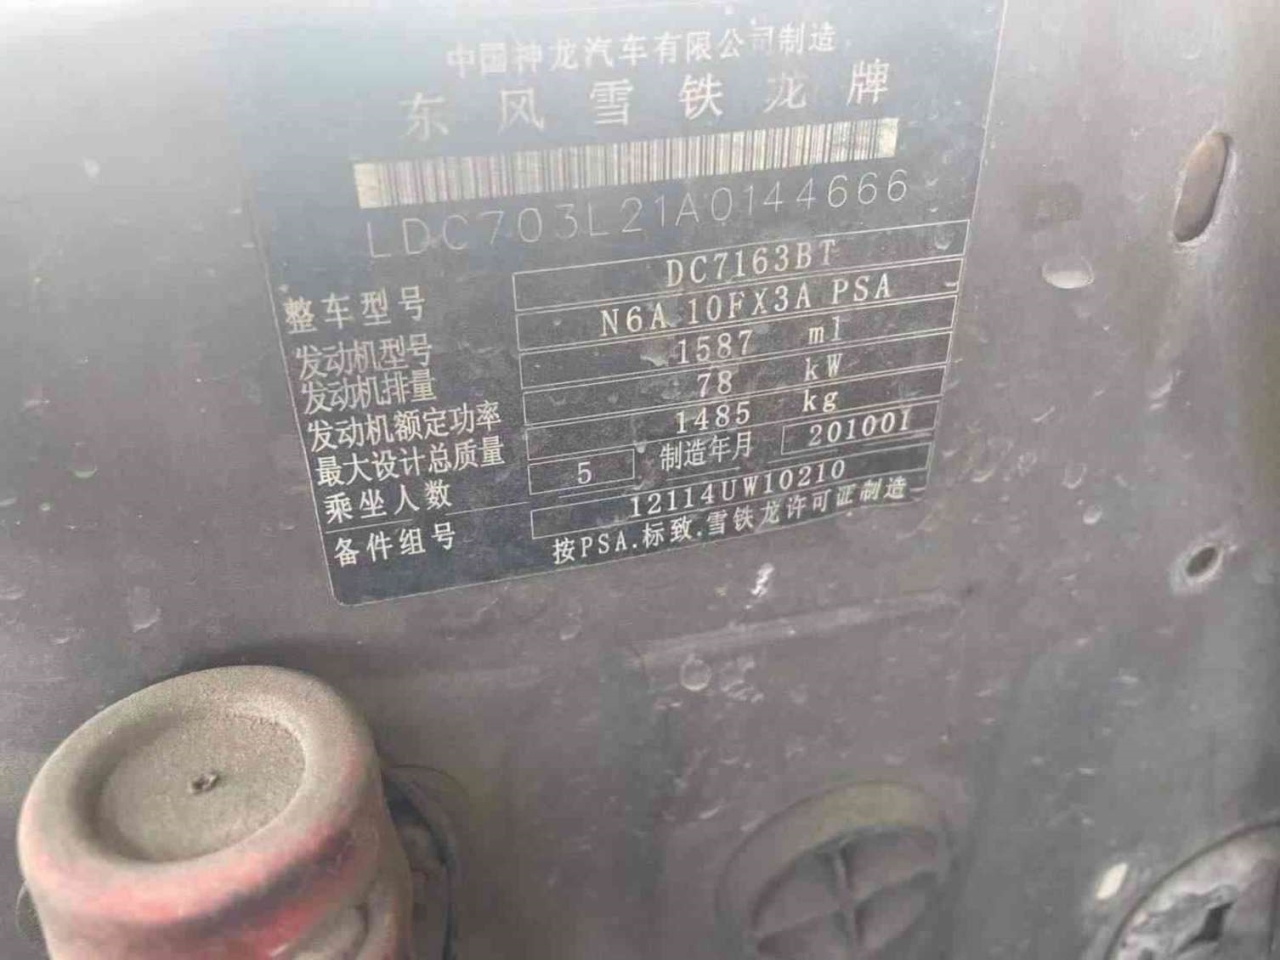 中国神龙汽车有限公司制造
东风雪铁龙牌
LDC703L21A0144666
整车型号 DC7163BT
发动机型号 N6A 10FX3A PSA
发动机排量 1587 ml
发动机额定功率 78 kW
最大设计总质量 1485 kg
乘坐人数 5 制造年月 201001
备件组号 12114UW10210
按PSA.标致.雪铁龙许可证制造